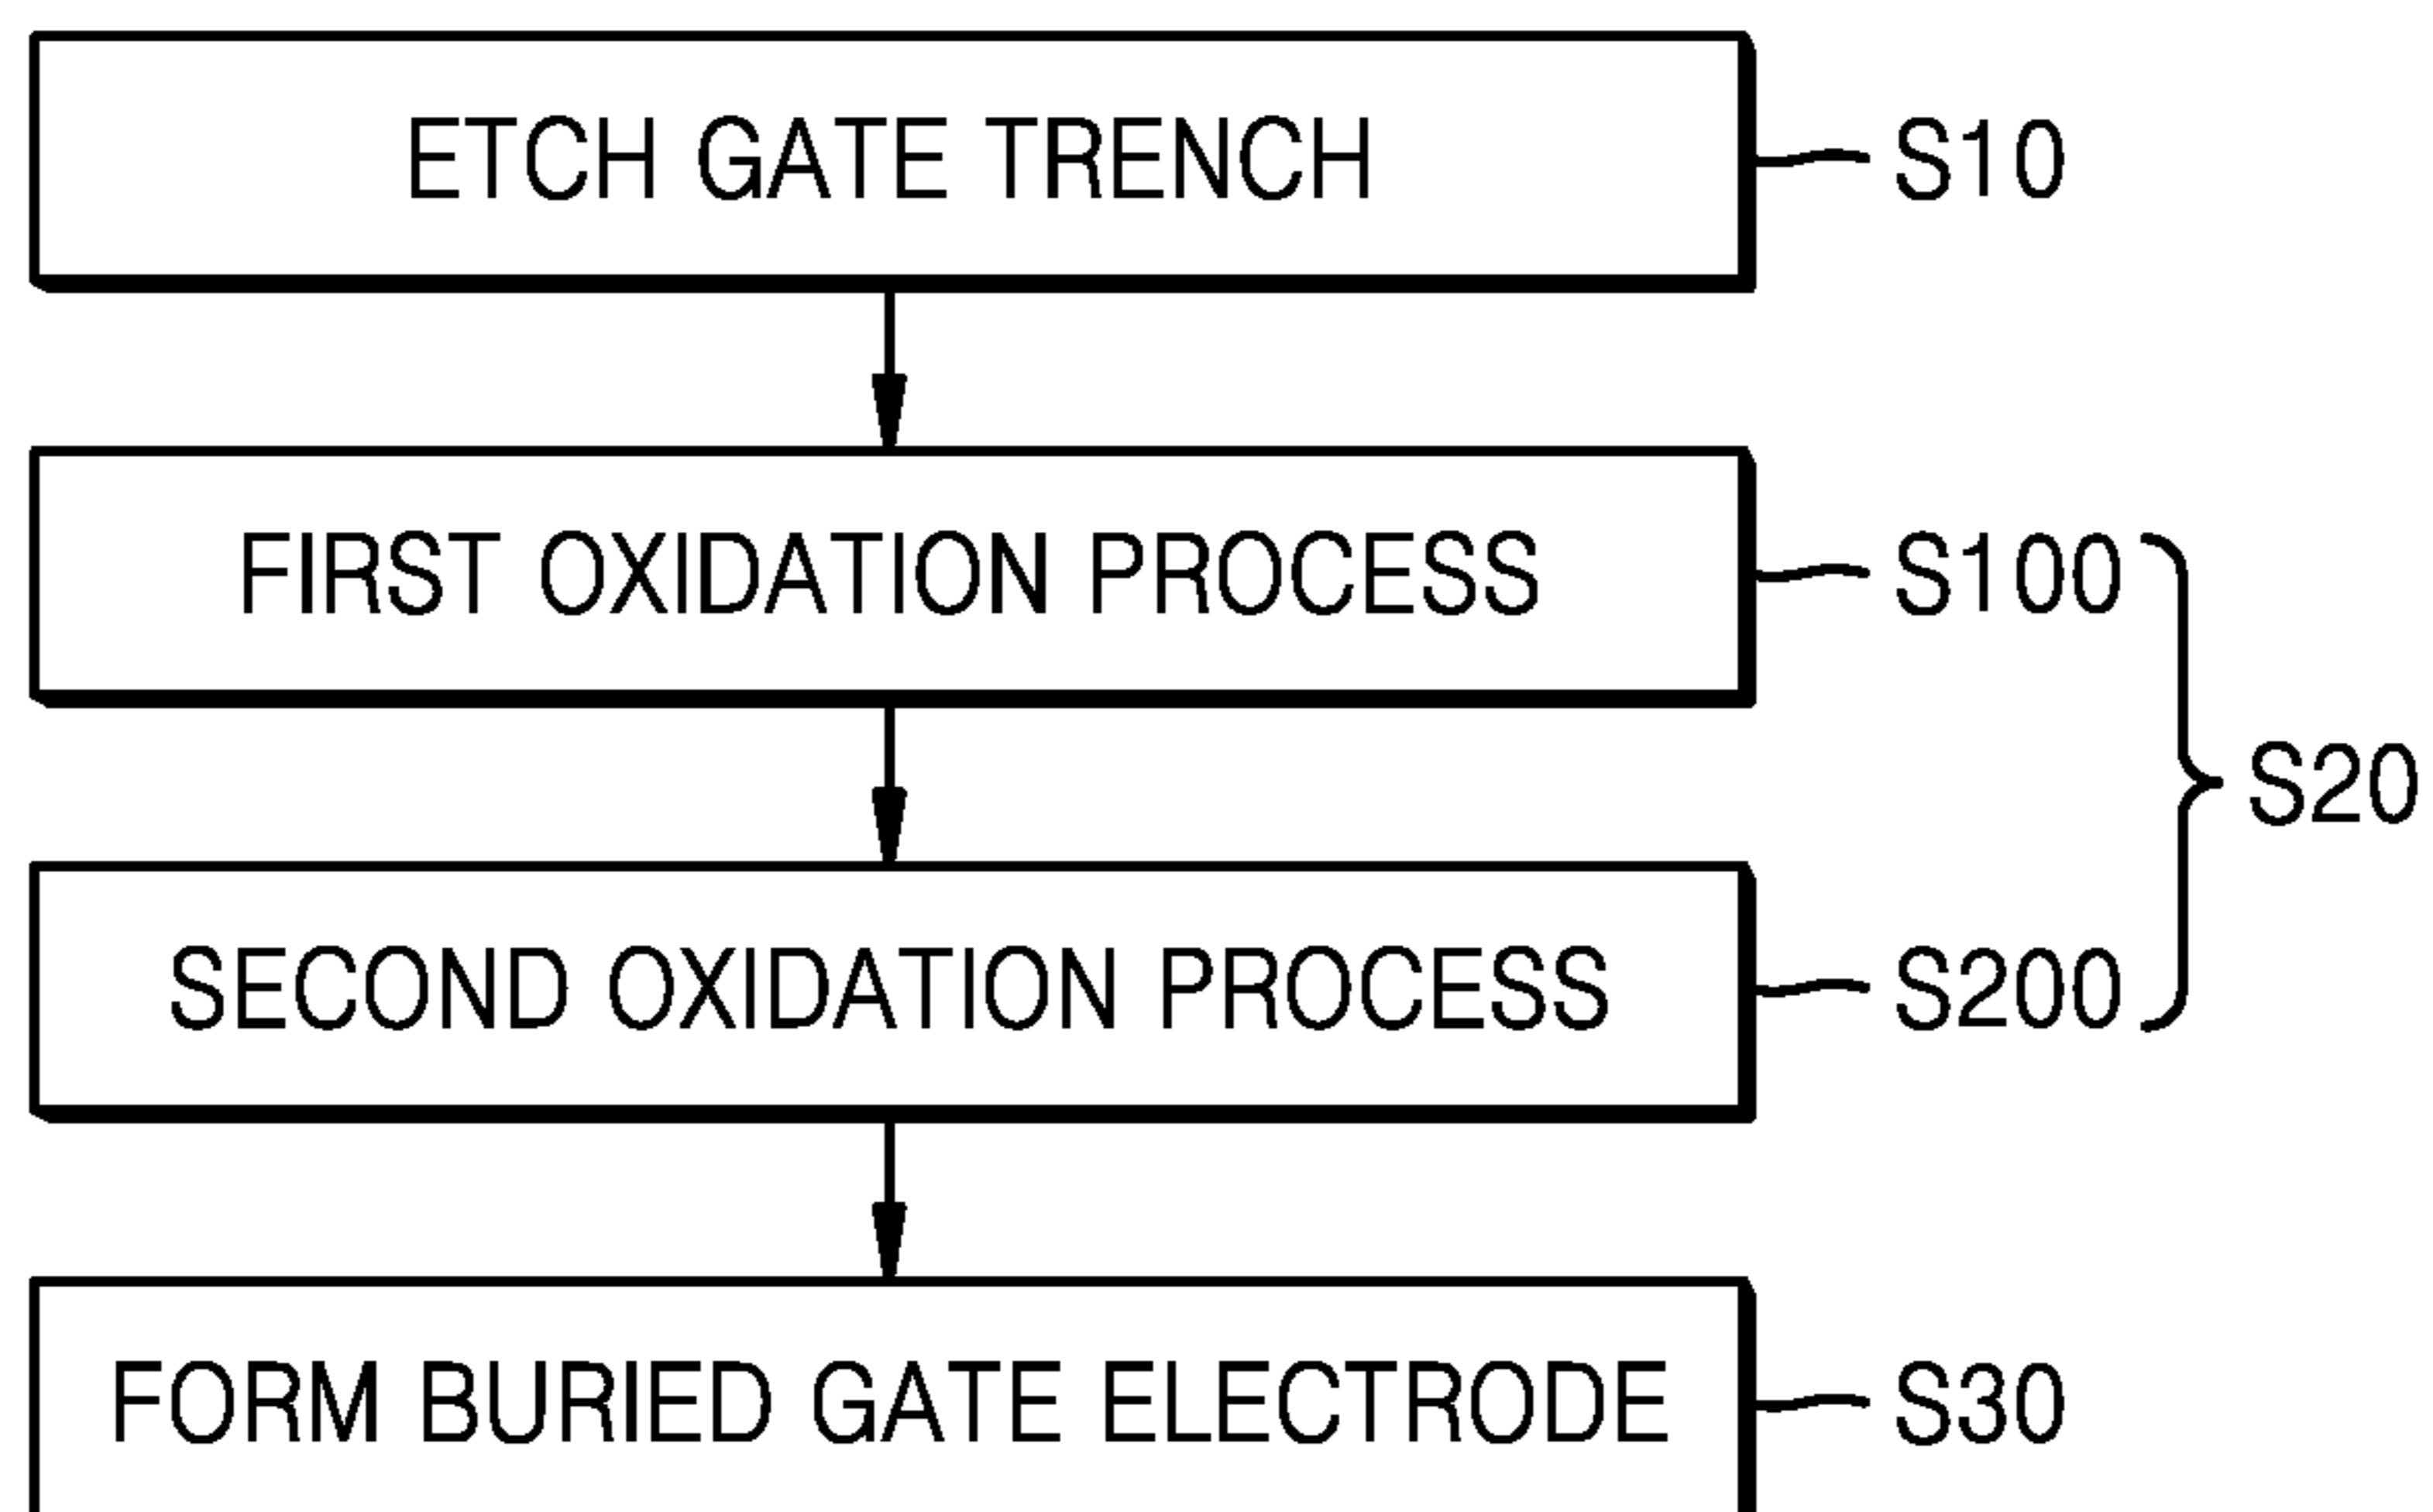 ETCH GATE TRENCH S10
FIRST OXIDATION PROCESS S100
S20
SECOND OXIDATION PROCESS S200
FORM BURIED GATE ELECTRODE S30